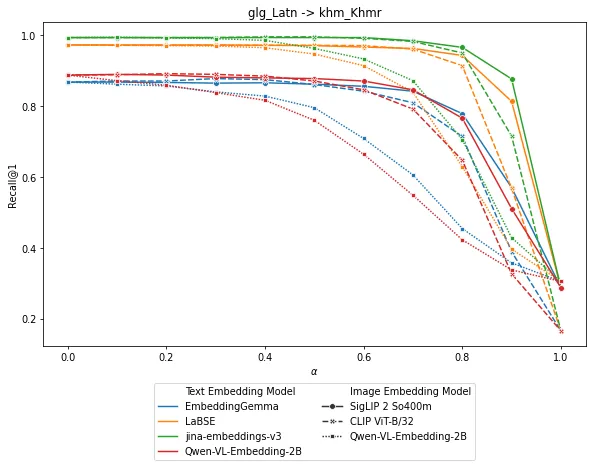 glg_Latn -> khm_Khmr
Recall@1
1.0
0.8
0.6
0.4
0.2
0.0 0.2 0.4 0.6 0.8 1.0
α
Text Embedding Model
EmbeddingGemma
LaBSE
jina-embeddings-v3
Qwen-VL-Embedding-2B
Image Embedding Model
SigLIP 2 So400m
CLIP ViT-B/32
Qwen-VL-Embedding-2B